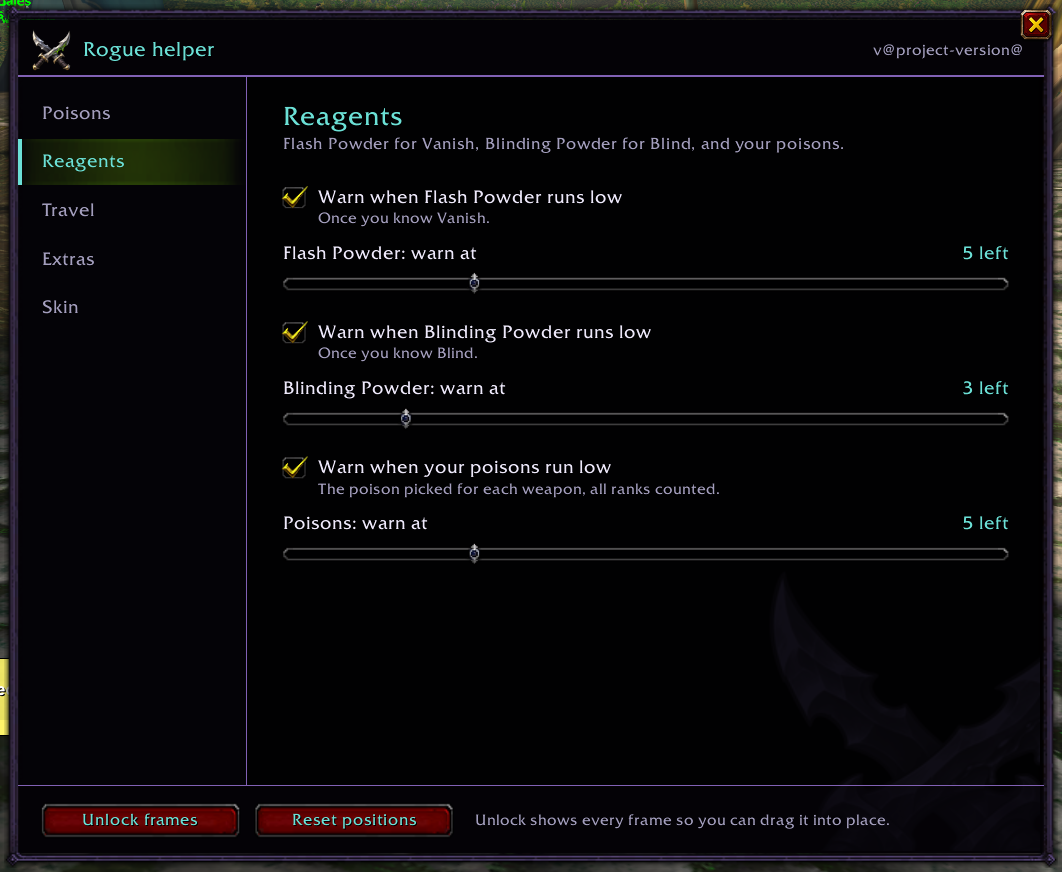 Rogue helper
v@project-version@
Poisons
Reagents
Travel
Extras
Skin
Reagents
Flash Powder for Vanish, Blinding Powder for Blind, and your poisons.
Warn when Flash Powder runs low
Once you know Vanish.
Flash Powder: warn at
5 left
Warn when Blinding Powder runs low
Once you know Blind.
Blinding Powder: warn at
3 left
Warn when your poisons run low
The poison picked for each weapon, all ranks counted.
Poisons: warn at
5 left
Unlock frames
Reset positions
Unlock shows every frame so you can drag it into place.